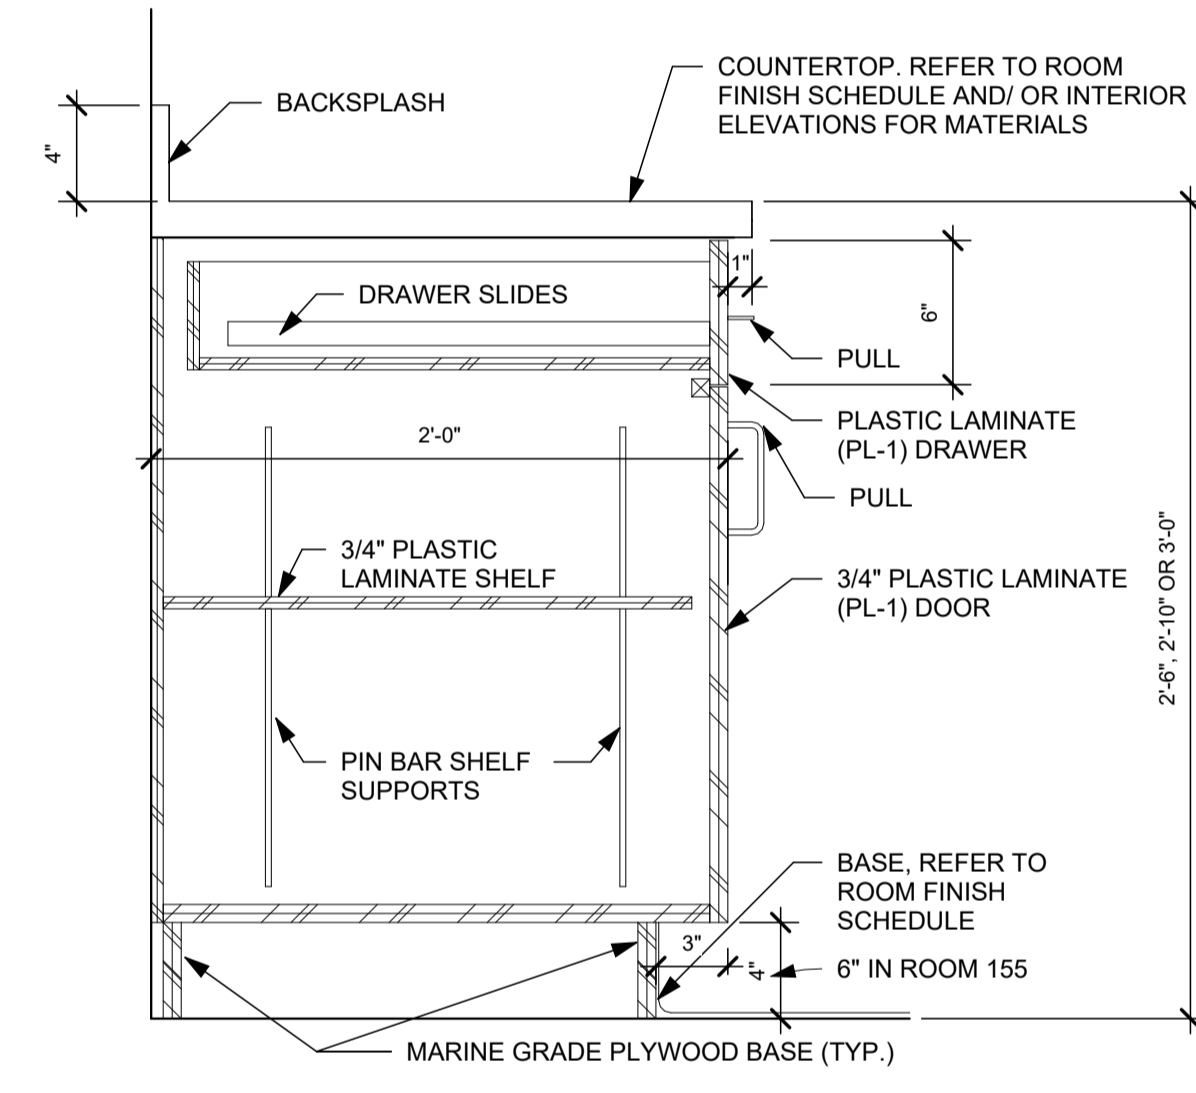 COUNTERTOP. REFER TO ROOM
FINISH SCHEDULE AND/ OR INTERIOR
ELEVATIONS FOR MATERIALS
BACKSPLASH
4"
1"
DRAWER SLIDES
6"
PULL
PLASTIC LAMINATE
(PL-1) DRAWER
2'-0"
PULL
3/4" PLASTIC
LAMINATE SHELF
3/4" PLASTIC LAMINATE
(PL-1) DOOR
2'-6", 2'-10" OR 3'-0"
PIN BAR SHELF
SUPPORTS
BASE, REFER TO
ROOM FINISH
SCHEDULE
3"
4"
6" IN ROOM 155
MARINE GRADE PLYWOOD BASE (TYP.)